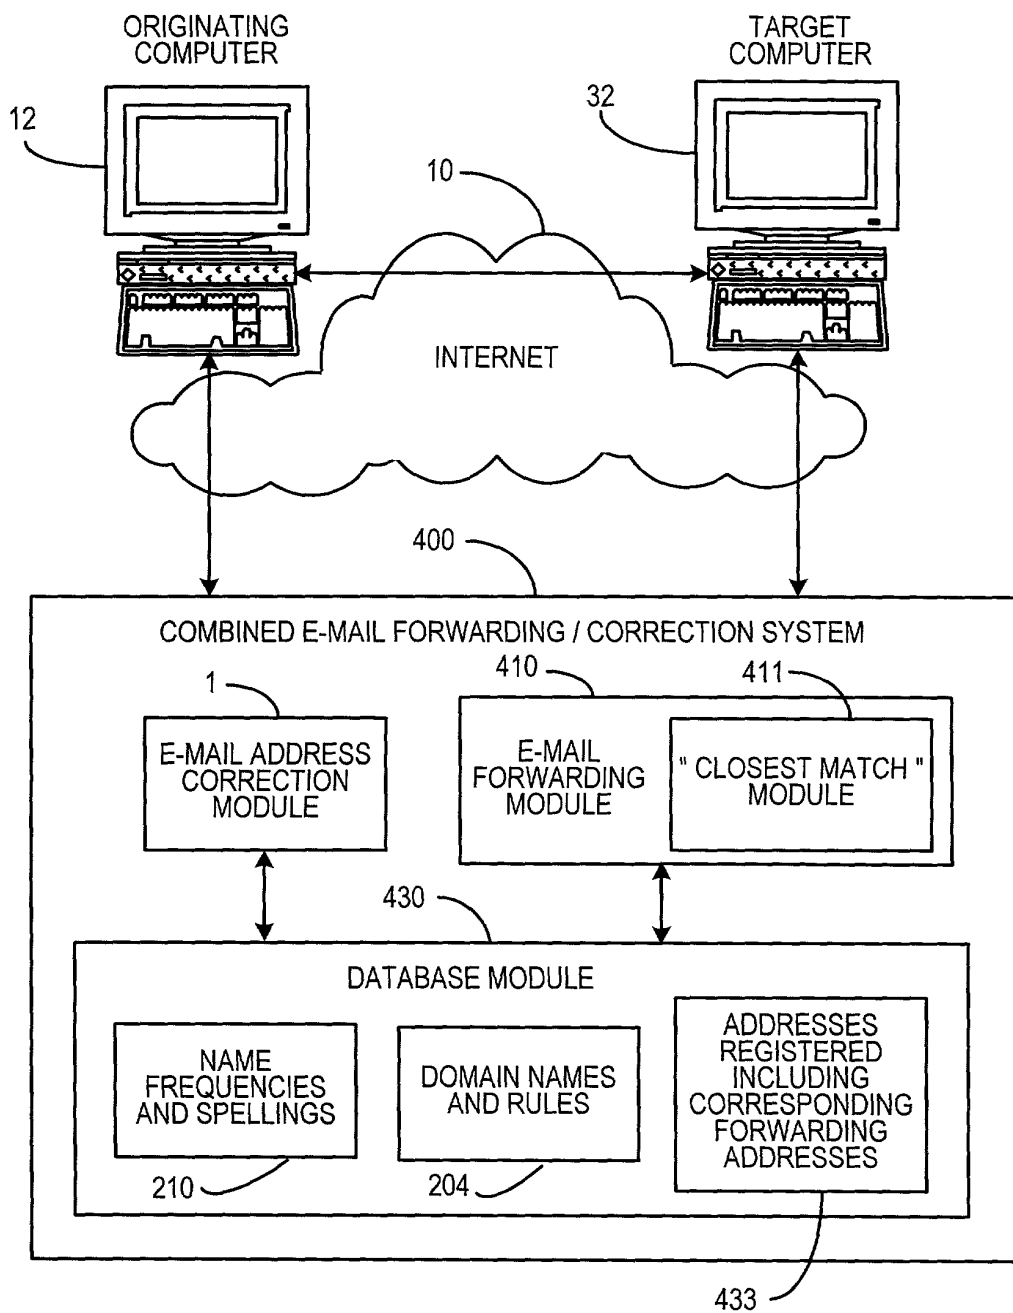 ORIGINATING
COMPUTER
TARGET
COMPUTER
12
32
10
INTERNET
400
COMBINED E-MAIL FORWARDING / CORRECTION SYSTEM
1
410
411
E-MAIL ADDRESS
CORRECTION
MODULE
E-MAIL
FORWARDING
MODULE
" CLOSEST MATCH "
MODULE
430
DATABASE MODULE
NAME
FREQUENCIES
AND SPELLINGS
DOMAIN NAMES
AND RULES
ADDRESSES
REGISTERED
INCLUDING
CORRESPONDING
FORWARDING
ADDRESSES
210
204
433